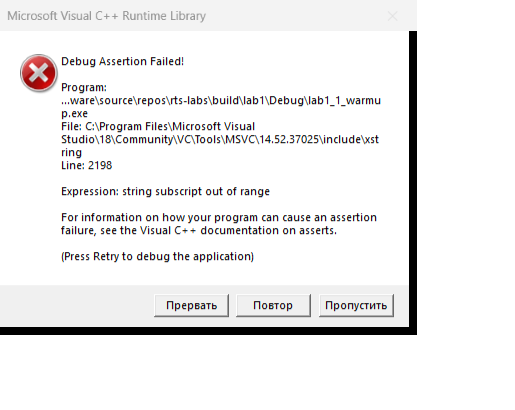 Microsoft Visual C++ Runtime Library
Debug Assertion Failed!
Program:
...ware\source\repos\rts-labs\build\lab1\Debug\lab1_1_warmu
p.exe
File: C:\Program Files\Microsoft Visual
Studio\18\Community\VC\Tools\MSVC\14.52.37025\include\xst
ring
Line: 2198
Expression: string subscript out of range
For information on how your program can cause an assertion
failure, see the Visual C++ documentation on asserts.
(Press Retry to debug the application)
Прервать Повтор Пропустить